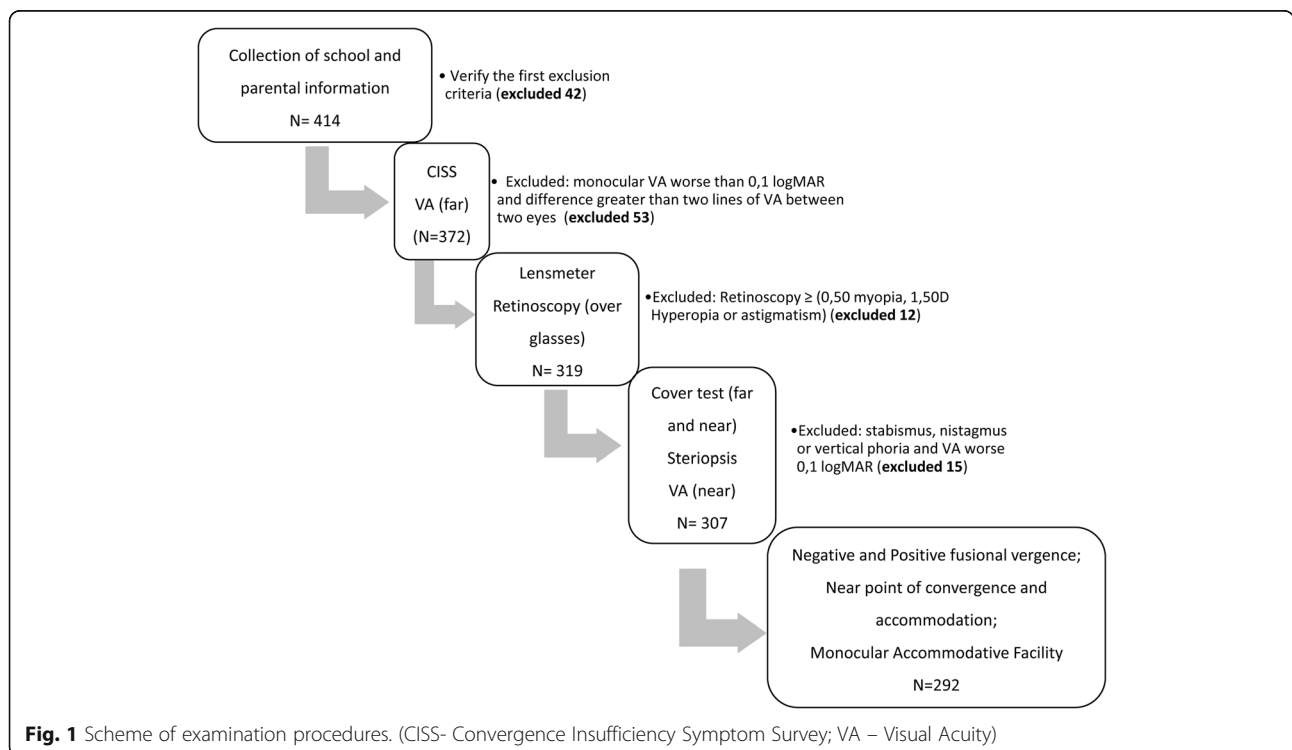 Collection of school and
parental information
N= 414
• Verify the first exclusion
criteria (excluded 42)
CISS
VA (far)
(N=372)
• Excluded: monocular VA worse than 0,1 logMAR
and difference greater than two lines of VA between
two eyes (excluded 53)
Lensmeter
Retinoscopy (over
glasses)
N= 319
•Excluded: Retinoscopy ≥ (0,50 myopia, 1,50D
Hyperopia or astigmatism) (excluded 12)
Cover test (far
and near)
Steriopsis
VA (near)
N= 307
•Excluded: stabismus, nistagmus
or vertical phoria and VA worse
0,1 logMAR (excluded 15)
Negative and Positive fusional vergence;
Near point of convergence and
accommodation;
Monocular Accommodative Facility
N=292
Fig. 1 Scheme of examination procedures. (CISS- Convergence Insufficiency Symptom Survey; VA – Visual Acuity)